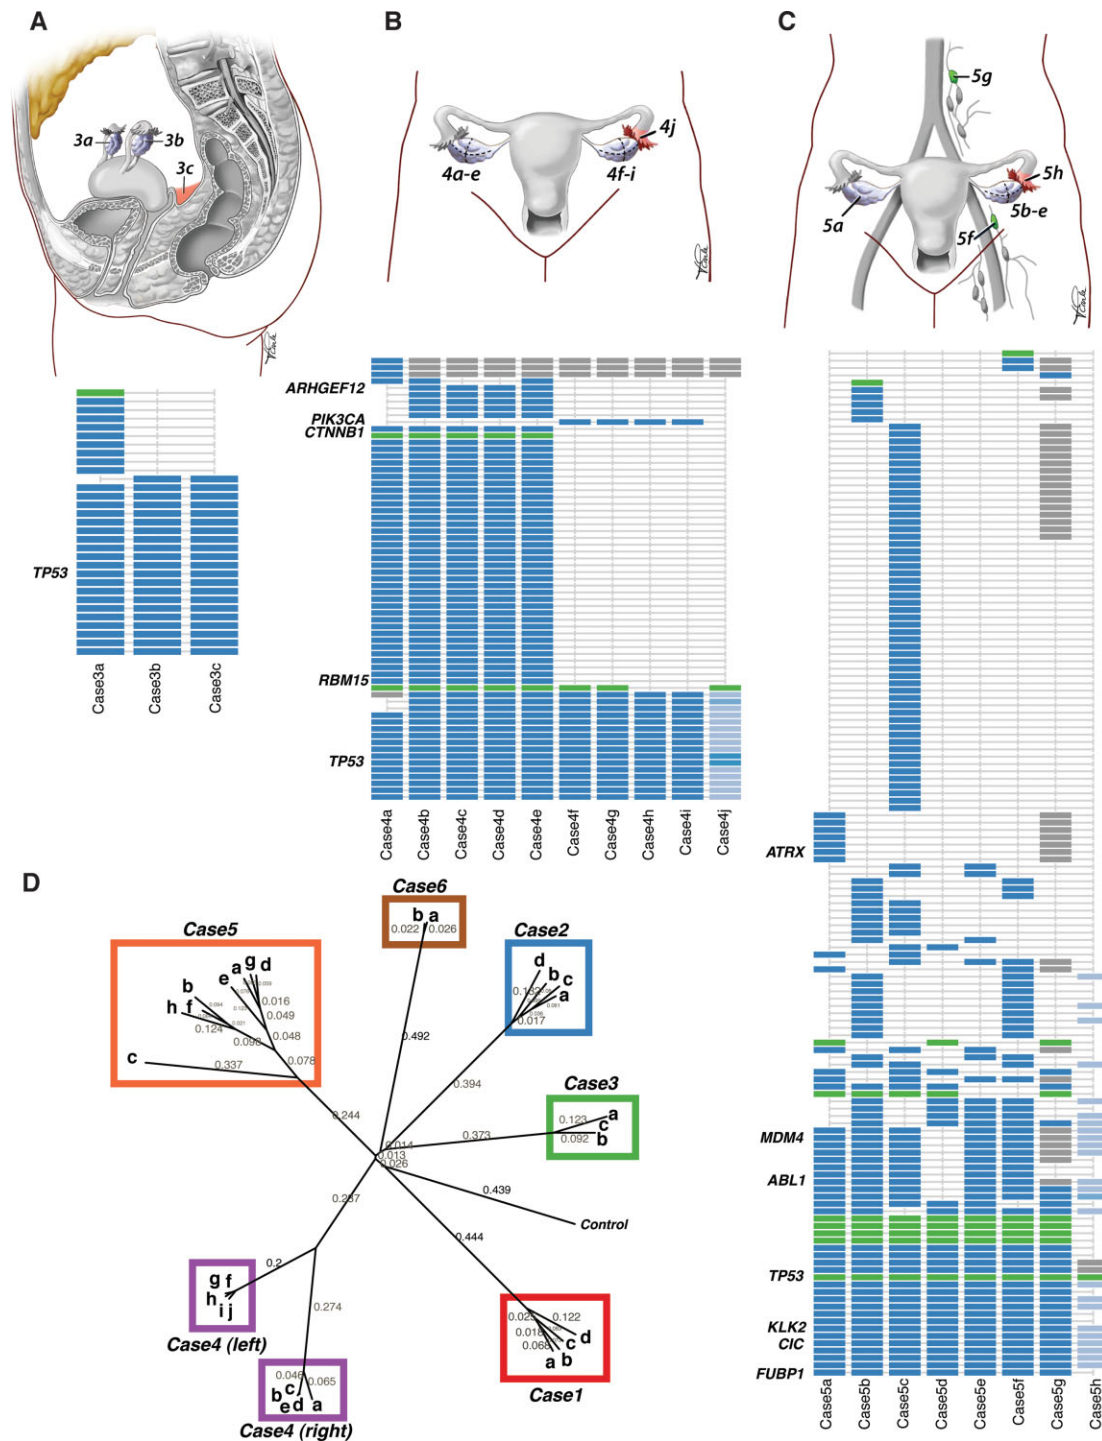 A
B
C
3a
3b
3c
4j
4a-e
4f-i
5g
5h
5a
5b-e
5f
TP53
Case3a
Case3b
Case3c
ARHGEF12
PIK3CA
CTNNB1
RBM15
TP53
Case4a
Case4b
Case4c
Case4d
Case4e
Case4f
Case4g
Case4h
Case4i
Case4j
ATRX
MDM4
ABL1
TP53
KLK2
CIC
FUBP1
Case5a
Case5b
Case5c
Case5d
Case5e
Case5f
Case5g
Case5h
D
Case6
b a
0.022
0.026
Case5
a g d
e
b
h f
c
0.016
0.049
0.048
0.124
0.098
0.337
0.078
0.244
0.492
Case2
d
b
c
a
0.017
0.394
Case3
0.123
a
c
0.092
b
0.373
0.014
0.013
0.026
0.439
Control
0.444
0.2
g f
h
i j
Case4 (left)
0.274
0.046
0.065
b c
e d a
Case4 (right)
0.122
0.018
d
c
a b
Case1